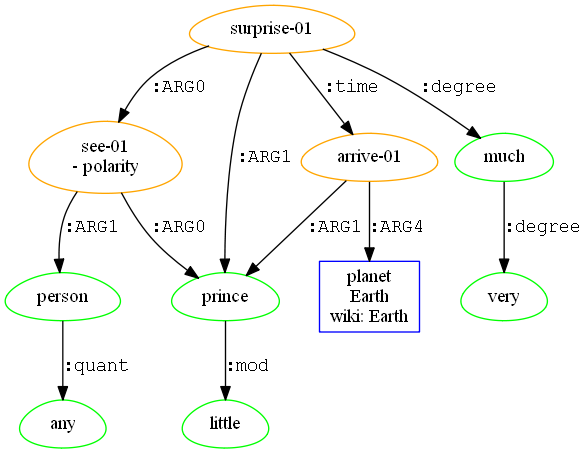 surprise-01
:ARG0
:time
:degree
see-01
- polarity
:ARG1
arrive-01
much
:ARG1
:ARG0
:ARG1
:ARG4
:degree
person
prince
planet
Earth
wiki: Earth
very
:quant
:mod
any
little